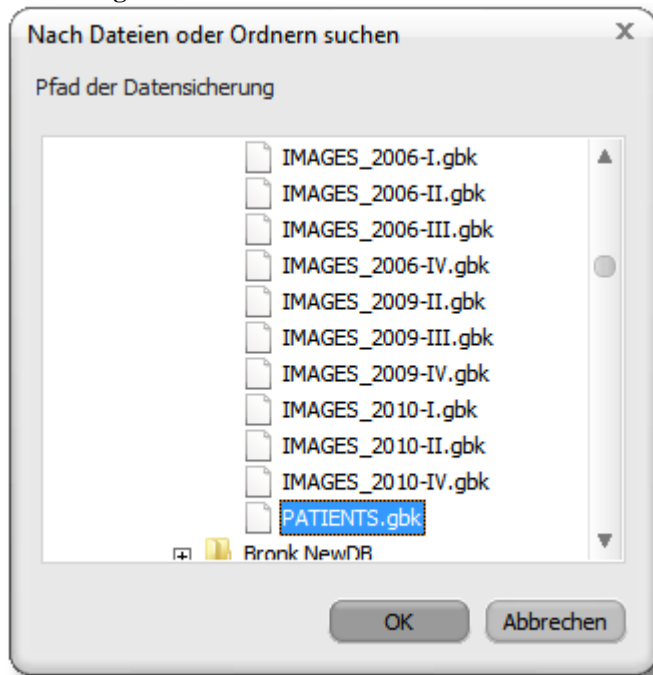 Nach Dateien oder Ordnern suchen
Pfad der Datensicherung
IMAGES_2006-I.gbk
IMAGES_2006-II.gbk
IMAGES_2006-III.gbk
IMAGES_2006-IV.gbk
IMAGES_2009-II.gbk
IMAGES_2009-III.gbk
IMAGES_2009-IV.gbk
IMAGES_2010-I.gbk
IMAGES_2010-II.gbk
IMAGES_2010-IV.gbk
PATIENTS.gbk
Bronk NewDB
OK Abbrechen